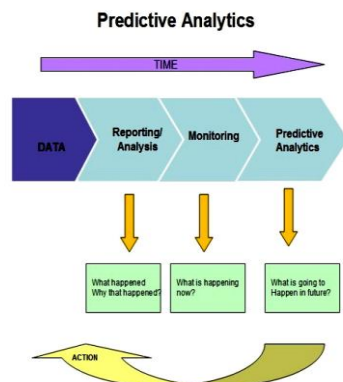 Predictive Analytics
TIME
DATA
Reporting/
Analysis
Monitoring
Predictive
Analytics
What happened
Why that happened?
What is happening
now?
What is going to
Happen in future?
ACTION